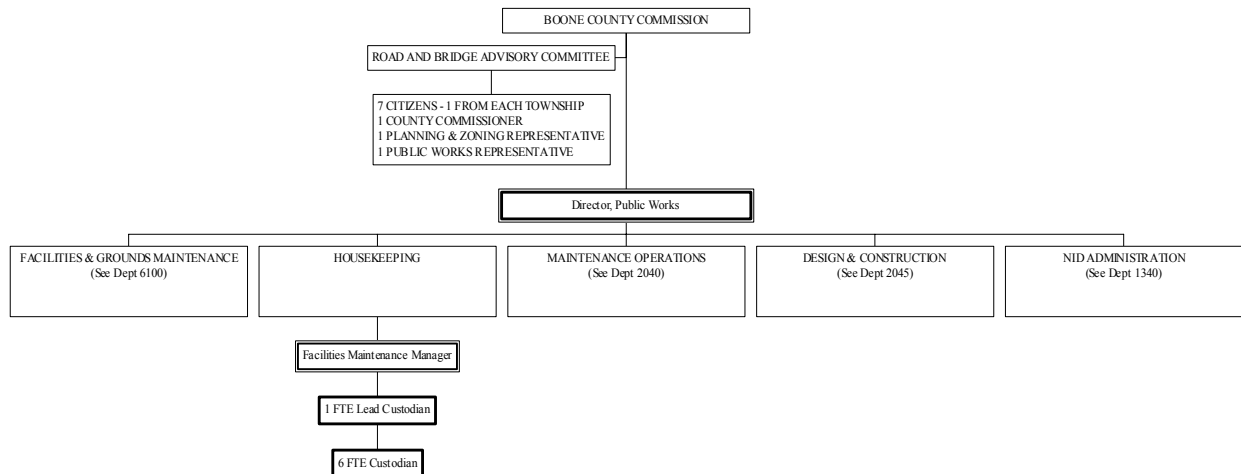 BOONE COUNTY COMMISSION
ROAD AND BRIDGE ADVISORY COMMITTEE
7 CITIZENS - 1 FROM EACH TOWNSHIP
1 COUNTY COMMISSIONER
1 PLANNING & ZONING REPRESENTATIVE
1 PUBLIC WORKS REPRESENTATIVE
Director, Public Works
FACILITIES & GROUNDS MAINTENANCE
(See Dept 6100)
HOUSEKEEPING
MAINTENANCE OPERATIONS
(See Dept 2040)
DESIGN & CONSTRUCTION
(See Dept 2045)
NID ADMINISTRATION
(See Dept 1340)
Facilities Maintenance Manager
1 FTE Lead Custodian
6 FTE Custodian